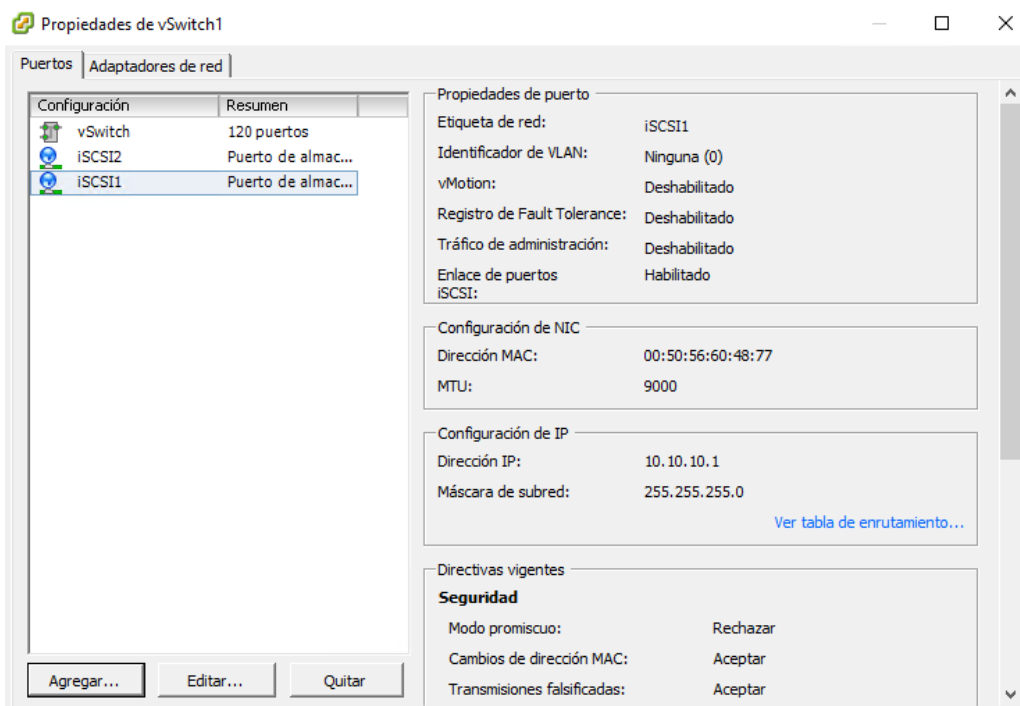 Propiedades de vSwitch1
Puertos
Adaptadores de red
Configuración Resumen
vSwitch 120 puertos
iSCSI2 Puerto de almac...
iSCSI1 Puerto de almac...
Agregar... Editar... Quitar
Propiedades de puerto
Etiqueta de red: iSCSI1
Identificador de VLAN: Ninguna (0)
vMotion: Deshabilitado
Registro de Fault Tolerance: Deshabilitado
Tráfico de administración: Deshabilitado
Enlace de puertos Habilitado
iSCSI:
Configuración de NIC
Dirección MAC: 00:50:56:60:48:77
MTU: 9000
Configuración de IP
Dirección IP: 10.10.10.1
Máscara de subred: 255.255.255.0
Ver tabla de enrutamiento...
Directivas vigentes
Seguridad
Modo promiscuo: Rechazar
Cambios de dirección MAC: Aceptar
Transmisiones falsificadas: Aceptar